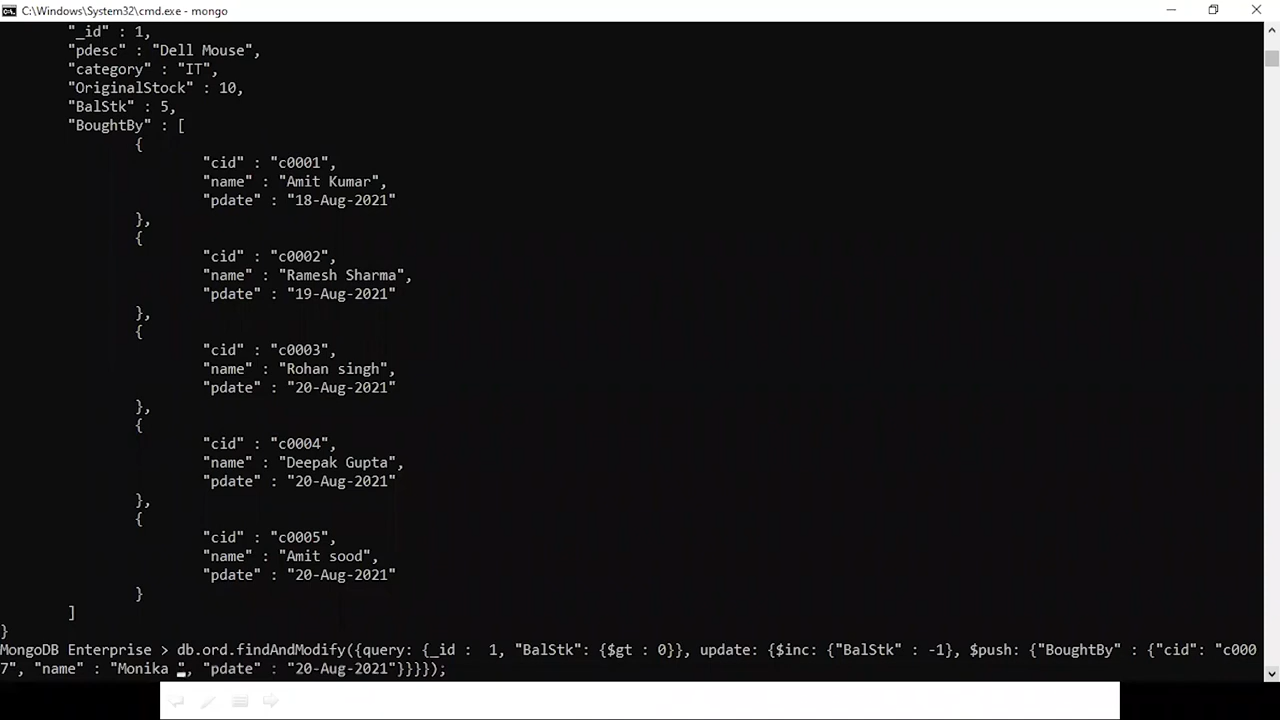 C:\Windows\System32\cmd.exe - mongo
"_id" : 1,
"pdesc" : "Dell Mouse",
"category" : "IT",
"OriginalStock" : 10,
"BalStk" : 5,
"BoughtBy" : [
{
"cid" : "c0001",
"name" : "Amit Kumar",
"pdate" : "18-Aug-2021"
},
{
"cid" : "c0002",
"name" : "Ramesh Sharma",
"pdate" : "19-Aug-2021"
},
{
"cid" : "c0003",
"name" : "Rohan singh",
"pdate" : "20-Aug-2021"
},
{
"cid" : "c0004",
"name" : "Deepak Gupta",
"pdate" : "20-Aug-2021"
},
{
"cid" : "c0005",
"name" : "Amit sood",
"pdate" : "20-Aug-2021"
}
]
}
MongoDB Enterprise > db.ord.findAndModify({query: {_id :  1, "BalStk": {$gt : 0}}, update: {$inc: {"BalStk" : -1}, $push: {"BoughtBy" : {"cid": "c000
7", "name" : "Monika ", "pdate" : "20-Aug-2021"}}}});